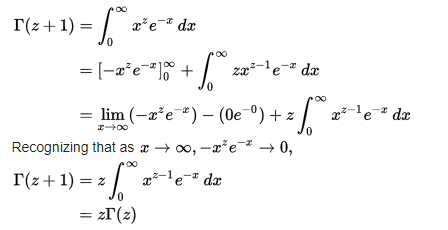 Γ(z + 1) = ∫₀^∞ x^z e^{−x} dx
= [−x^z e^{−x}]₀^∞ + ∫₀^∞ zx^{z−1} e^{−x} dx
= lim_{x→∞} (−x^z e^{−x}) − (0e^{−0}) + z ∫₀^∞ x^{z−1} e^{−x} dx
Recognizing that as x → ∞, −x^z e^{−x} → 0,
Γ(z + 1) = z ∫₀^∞ x^{z−1} e^{−x} dx
= zΓ(z)